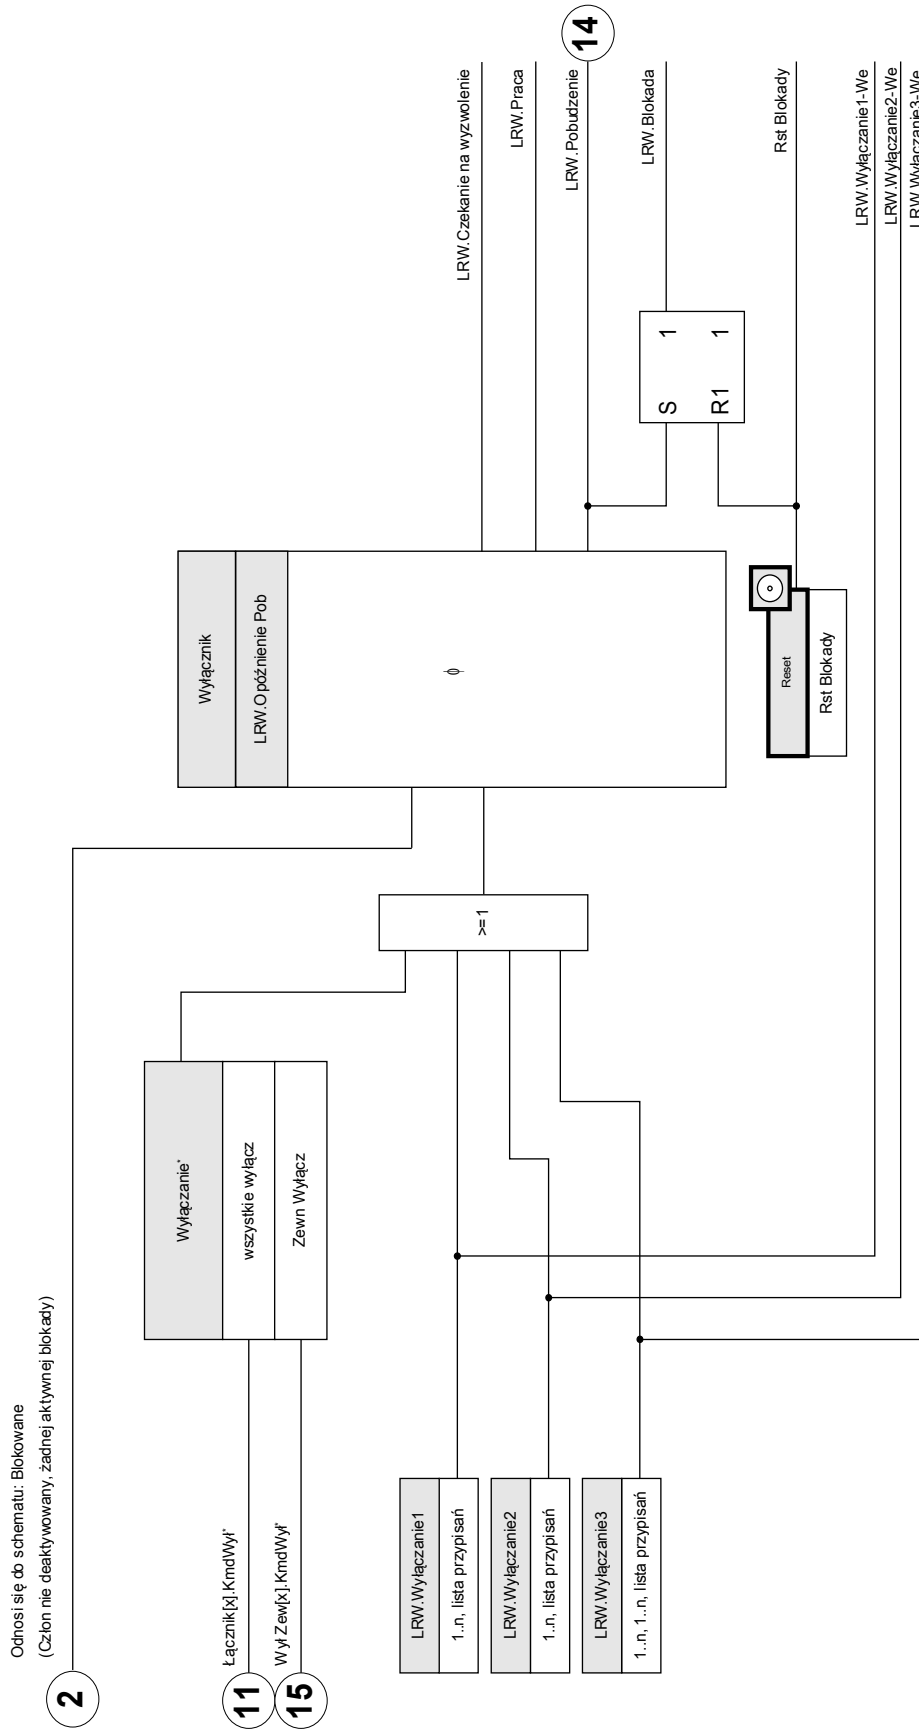 Odnosi się do schematu: Blokowane
(Człon nie deaktywowany, żadnej aktywnej blokady)
2
Łącznik[x].KmdWył*
11
Wył Zew[x].KmdWył*
15
Wyłączanie*
wszystkie wyłącz
Zewn Wyłącz
LRW.Wyłączanie1
1..n, lista przypisań
LRW.Wyłączanie2
1..n, lista przypisań
LRW.Wyłączanie3
1..n, 1..n, lista przypisań
>=1
Wyłącznik
LRW.Opóźnienie Pob
φ
Reset
Rst Blokady
S 1
R1 1
LRW.Czekanie na wyzwolenie
LRW.Praca
LRW.Pobudzenie
14
LRW.Blokada
Rst Blokady
LRW.Wyłączanie1-We
LRW.Wyłączanie2-We
LRW.Wyłączanie3-We